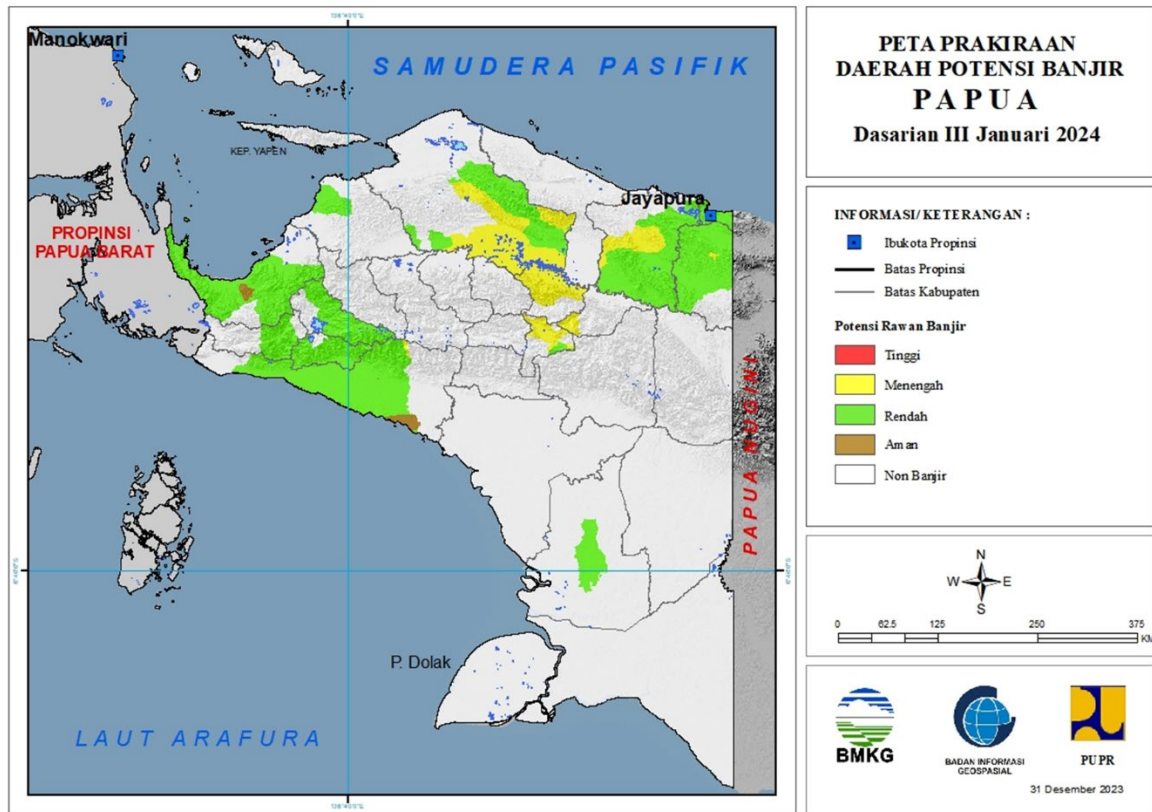 Manokwari
SAMUDERA PASIFIK
KEP. YAPEN
Jayapura
PROPINSI
PAPUA BARAT
PAPUA NUGINI
P. Dolak
LAUT ARAFURA
PETA PRAKIRAAN
DAERAH POTENSI BANJIR
PAPUA
Dasarian III Januari 2024
INFORMASI/ KETERANGAN :
Ibukota Propinsi
Batas Propinsi
Batas Kabupaten
Potensi Rawan Banjir
Tinggi
Menengah
Rendah
Aman
Non Banjir
N
W E
S
0 62.5 125 250 375
KM
BMKG
BADAN INFORMASI
GEOSPASIAL
PUPR
31 Desember 2023